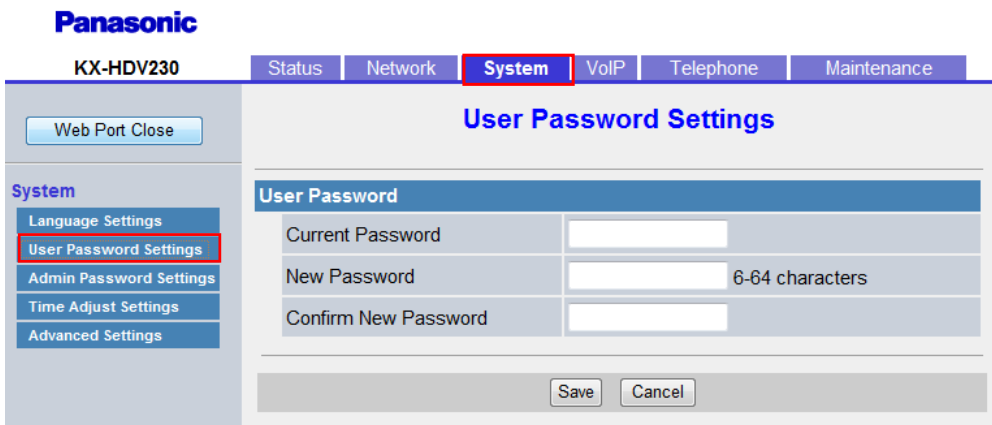 Panasonic
KX-HDV230
Status Network System VoIP Telephone Maintenance
Web Port Close
User Password Settings
System
Language Settings
User Password Settings
Admin Password Settings
Time Adjust Settings
Advanced Settings
User Password
Current Password
New Password 6-64 characters
Confirm New Password
Save Cancel